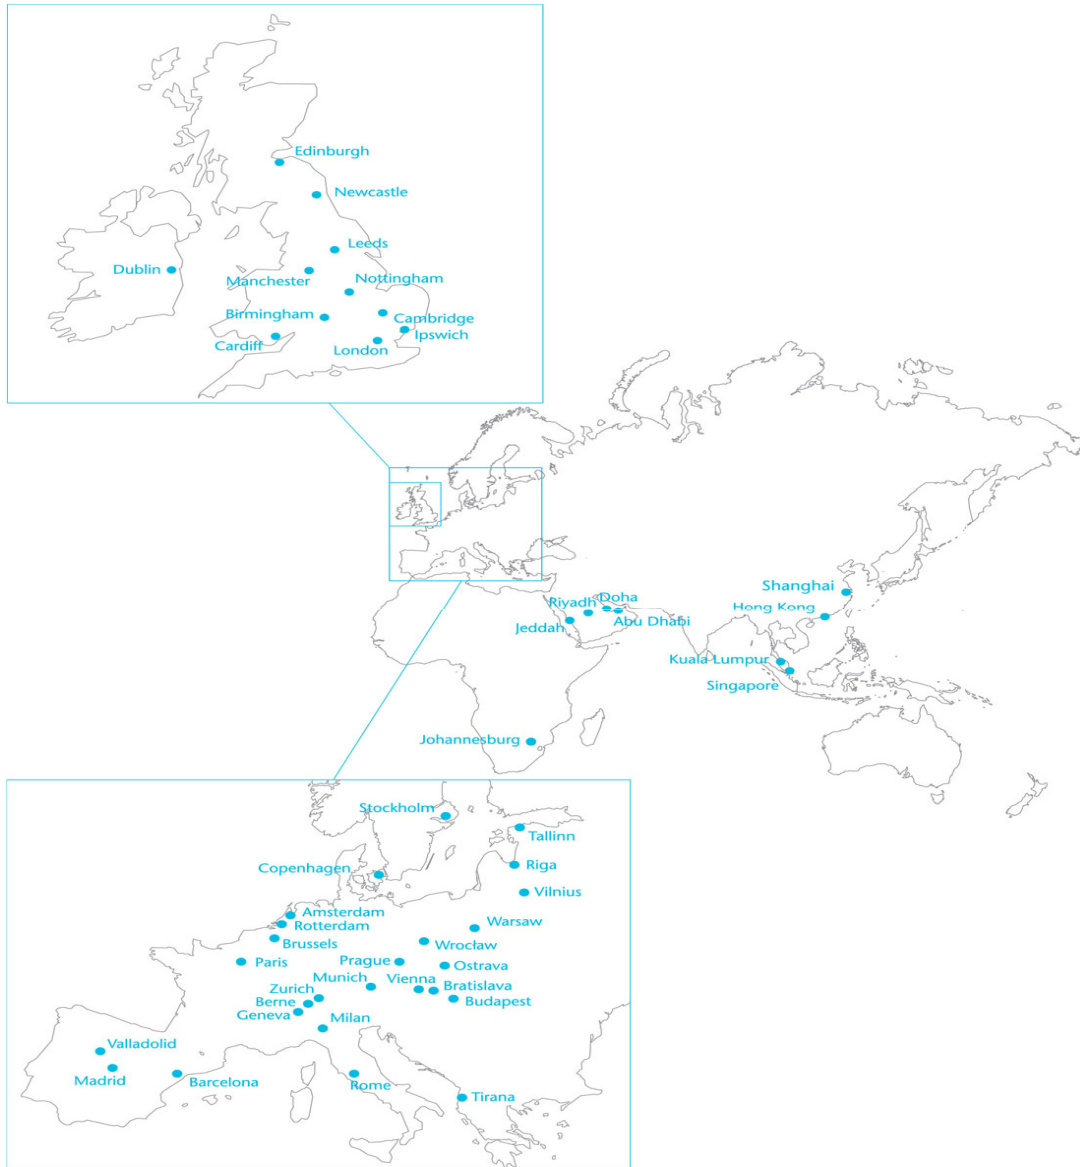 Edinburgh
Newcastle
Leeds
Dublin
Manchester
Nottingham
Birmingham
Cambridge
Ipswich
Cardiff
London
Shanghai
Riyadh
Doha
Hong Kong
Abu Dhabi
Jeddah
Kuala Lumpur
Singapore
Johannesburg
Stockholm
Tallinn
Copenhagen
Riga
Vilnius
Amsterdam
Rotterdam
Warsaw
Brussels
Wrocław
Paris
Prague
Ostrava
Munich
Vienna
Zurich
Bratislava
Berne
Budapest
Geneva
Milan
Valladolid
Madrid
Barcelona
Rome
Tirana